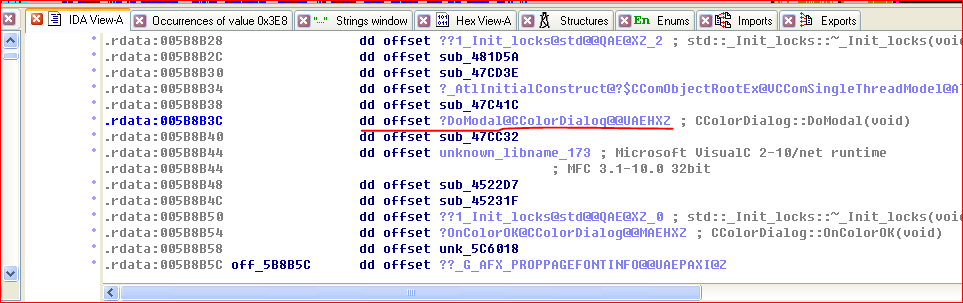 IDA View-A Occurrences of value 0x3E8 "..." Strings window Hex View-A Structures En Enums Imports Exports
.rdata:005B8B28 dd offset ??1_Init_locks@std@@QAE@XZ_2 ; std::_Init_locks::~_Init_locks(void
.rdata:005B8B2C dd offset sub_481D5A
.rdata:005B8B30 dd offset sub_47CD3E
.rdata:005B8B34 dd offset ?_AtlInitialConstruct@?$CComObjectRootEx@VCComSingleThreadModel@A
.rdata:005B8B38 dd offset sub_47C41C
.rdata:005B8B3C dd offset ?DoModal@CColorDialog@@UAEHXZ ; CColorDialog::DoModal(void)
.rdata:005B8B40 dd offset sub_47CC32
.rdata:005B8B44 dd offset unknown_libname_173 ; Microsoft VisualC 2-10/net runtime
.rdata:005B8B44 ; MFC 3.1-10.0 32bit
.rdata:005B8B48 dd offset sub_4522D7
.rdata:005B8B4C dd offset sub_45231F
.rdata:005B8B50 dd offset ??1_Init_locks@std@@QAE@XZ_0 ; std::_Init_locks::~_Init_locks(void
.rdata:005B8B54 dd offset ?OnColorOK@CColorDialog@@MAEHXZ ; CColorDialog::OnColorOK(void)
.rdata:005B8B58 dd offset unk_5C6018
.rdata:005B8B5C off_5B8B5C dd offset ??_G_AFX_PROPPAGEFONTINFO@@UAEPAXI@Z